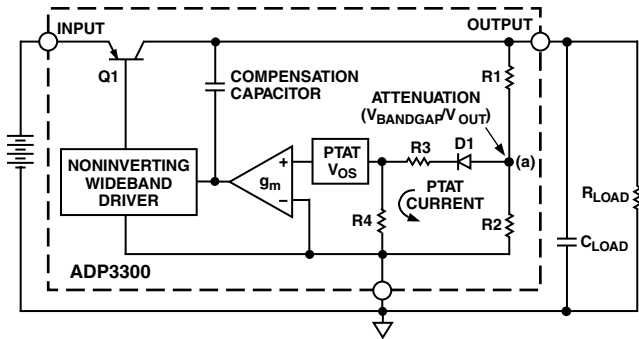 INPUT
OUTPUT
Q1
COMPENSATION
CAPACITOR
R1
ATTENUATION
(VBANDGAP/VOUT)
R3
D1
(a)
PTAT
VOS
gm
+
−
NONINVERTING
WIDEBAND
DRIVER
PTAT
CURRENT
R4
R2
RLOAD
CLOAD
ADP3300